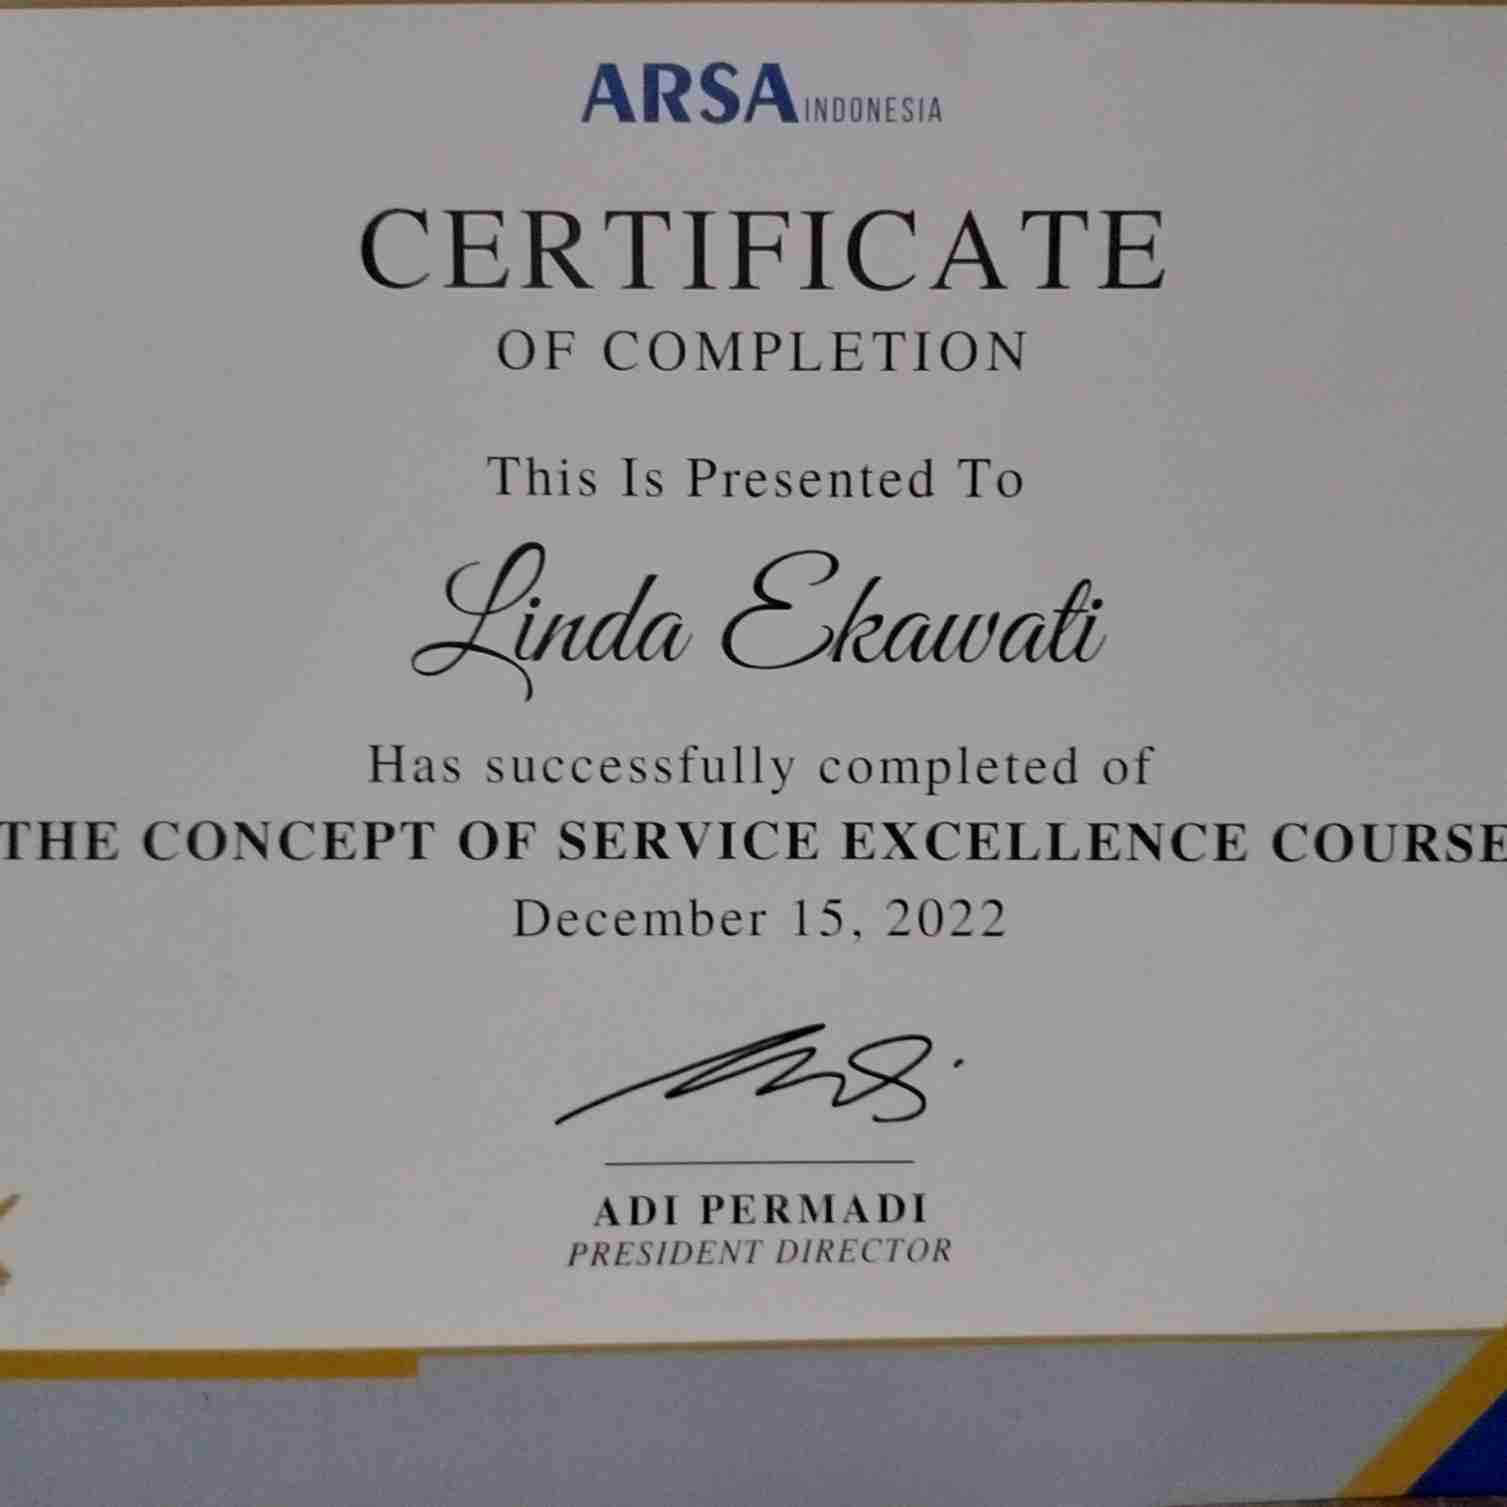 ARSA INDONESIA
CERTIFICATE
OF COMPLETION
This Is Presented To
Linda Ekawati
Has successfully completed of
THE CONCEPT OF SERVICE EXCELLENCE COURSE
December 15, 2022
ADI PERMADI
PRESIDENT DIRECTOR